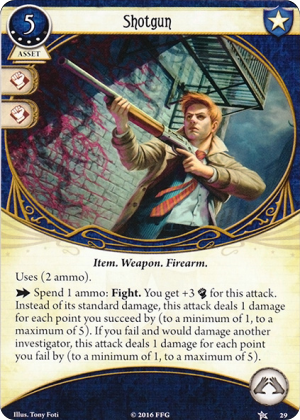 5
Shotgun
ASSET
Item. Weapon. Firearm.
Uses (2 ammo).
Spend 1 ammo: Fight. You get +3 for this attack.
Instead of its standard damage, this attack deals 1 damage
for each point you succeed by (to a minimum of 1, to a
maximum of 5). If you fail and would damage another
investigator, this attack deals 1 damage for each point
you fail by (to a minimum of 1, to a maximum of 5).
Illus. Tony Foti
© 2016 FFG
29